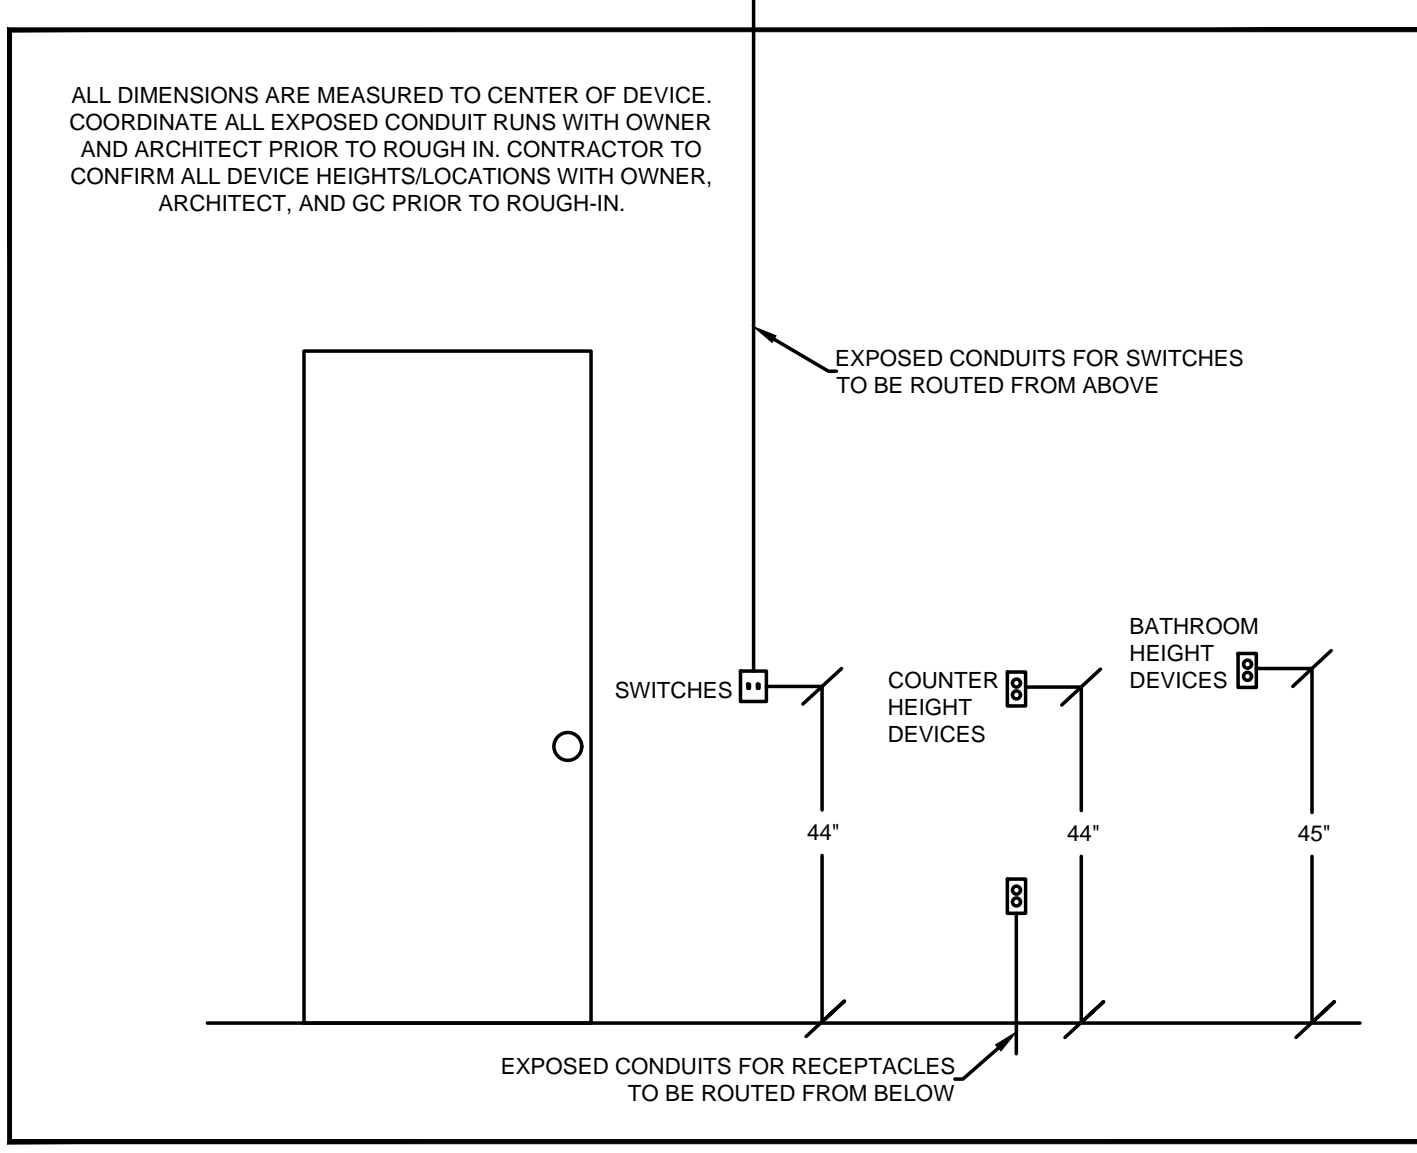 ALL DIMENSIONS ARE MEASURED TO CENTER OF DEVICE.
COORDINATE ALL EXPOSED CONDUIT RUNS WITH OWNER
AND ARCHITECT PRIOR TO ROUGH IN. CONTRACTOR TO
CONFIRM ALL DEVICE HEIGHTS/LOCATIONS WITH OWNER,
ARCHITECT, AND GC PRIOR TO ROUGH-IN.
EXPOSED CONDUITS FOR SWITCHES
TO BE ROUTED FROM ABOVE
SWITCHES
COUNTER
HEIGHT
DEVICES
BATHROOM
HEIGHT
DEVICES
44"
44"
45"
EXPOSED CONDUITS FOR RECEPTACLES
TO BE ROUTED FROM BELOW